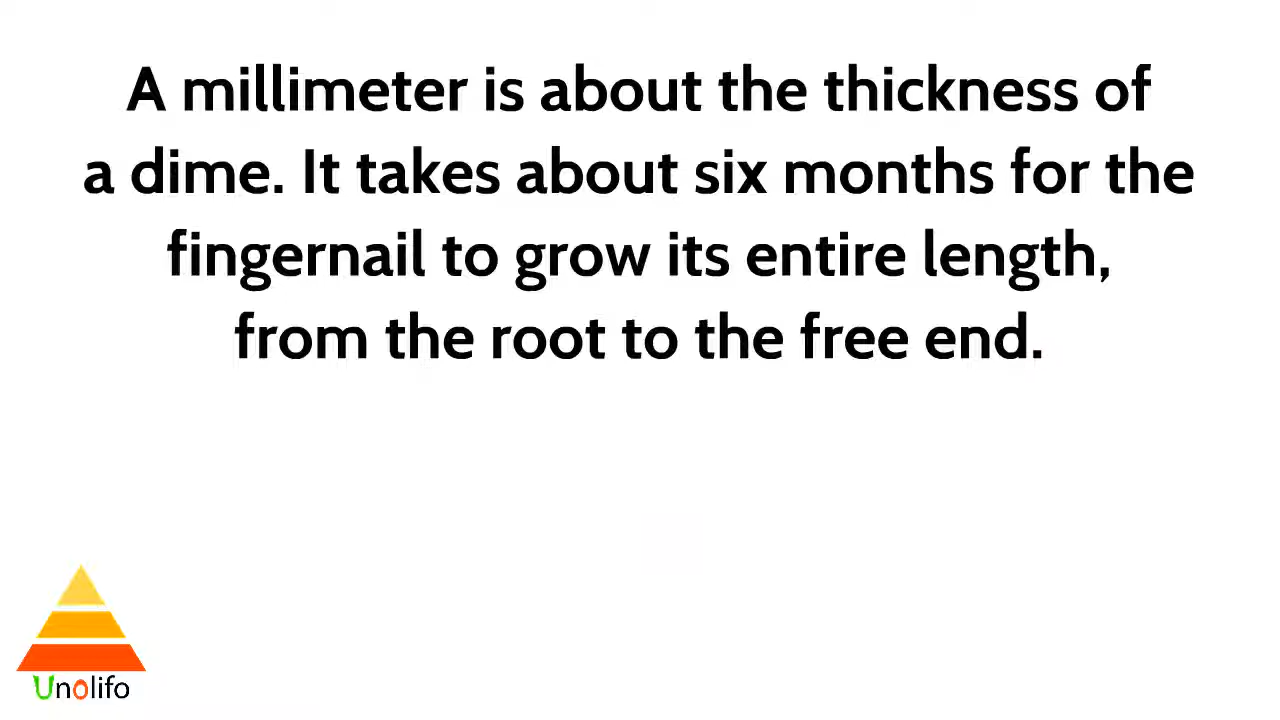 A millimeter is about the thickness of
a dime. It takes about six months for the
fingernail to grow its entire length,
from the root to the free end.
Unolifo